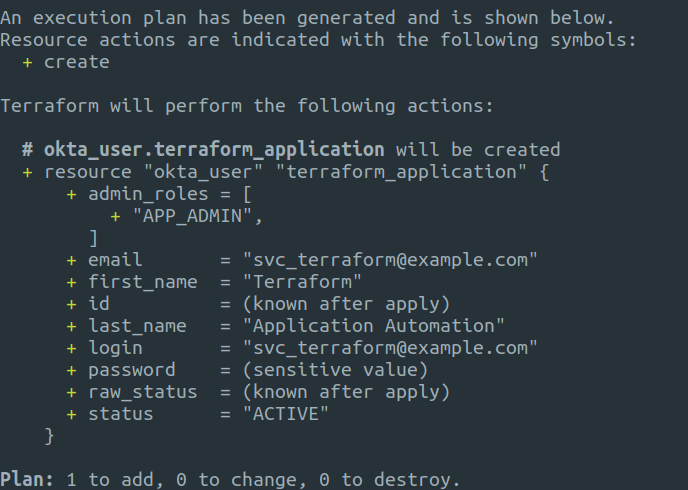 An execution plan has been generated and is shown below.
Resource actions are indicated with the following symbols:
  + create

Terraform will perform the following actions:

  # okta_user.terraform_application will be created
  + resource "okta_user" "terraform_application" {
      + admin_roles = [
          + "APP_ADMIN",
        ]
      + email       = "svc_terraform@example.com"
      + first_name  = "Terraform"
      + id          = (known after apply)
      + last_name   = "Application Automation"
      + login       = "svc_terraform@example.com"
      + password    = (sensitive value)
      + raw_status  = (known after apply)
      + status      = "ACTIVE"
    }

Plan: 1 to add, 0 to change, 0 to destroy.